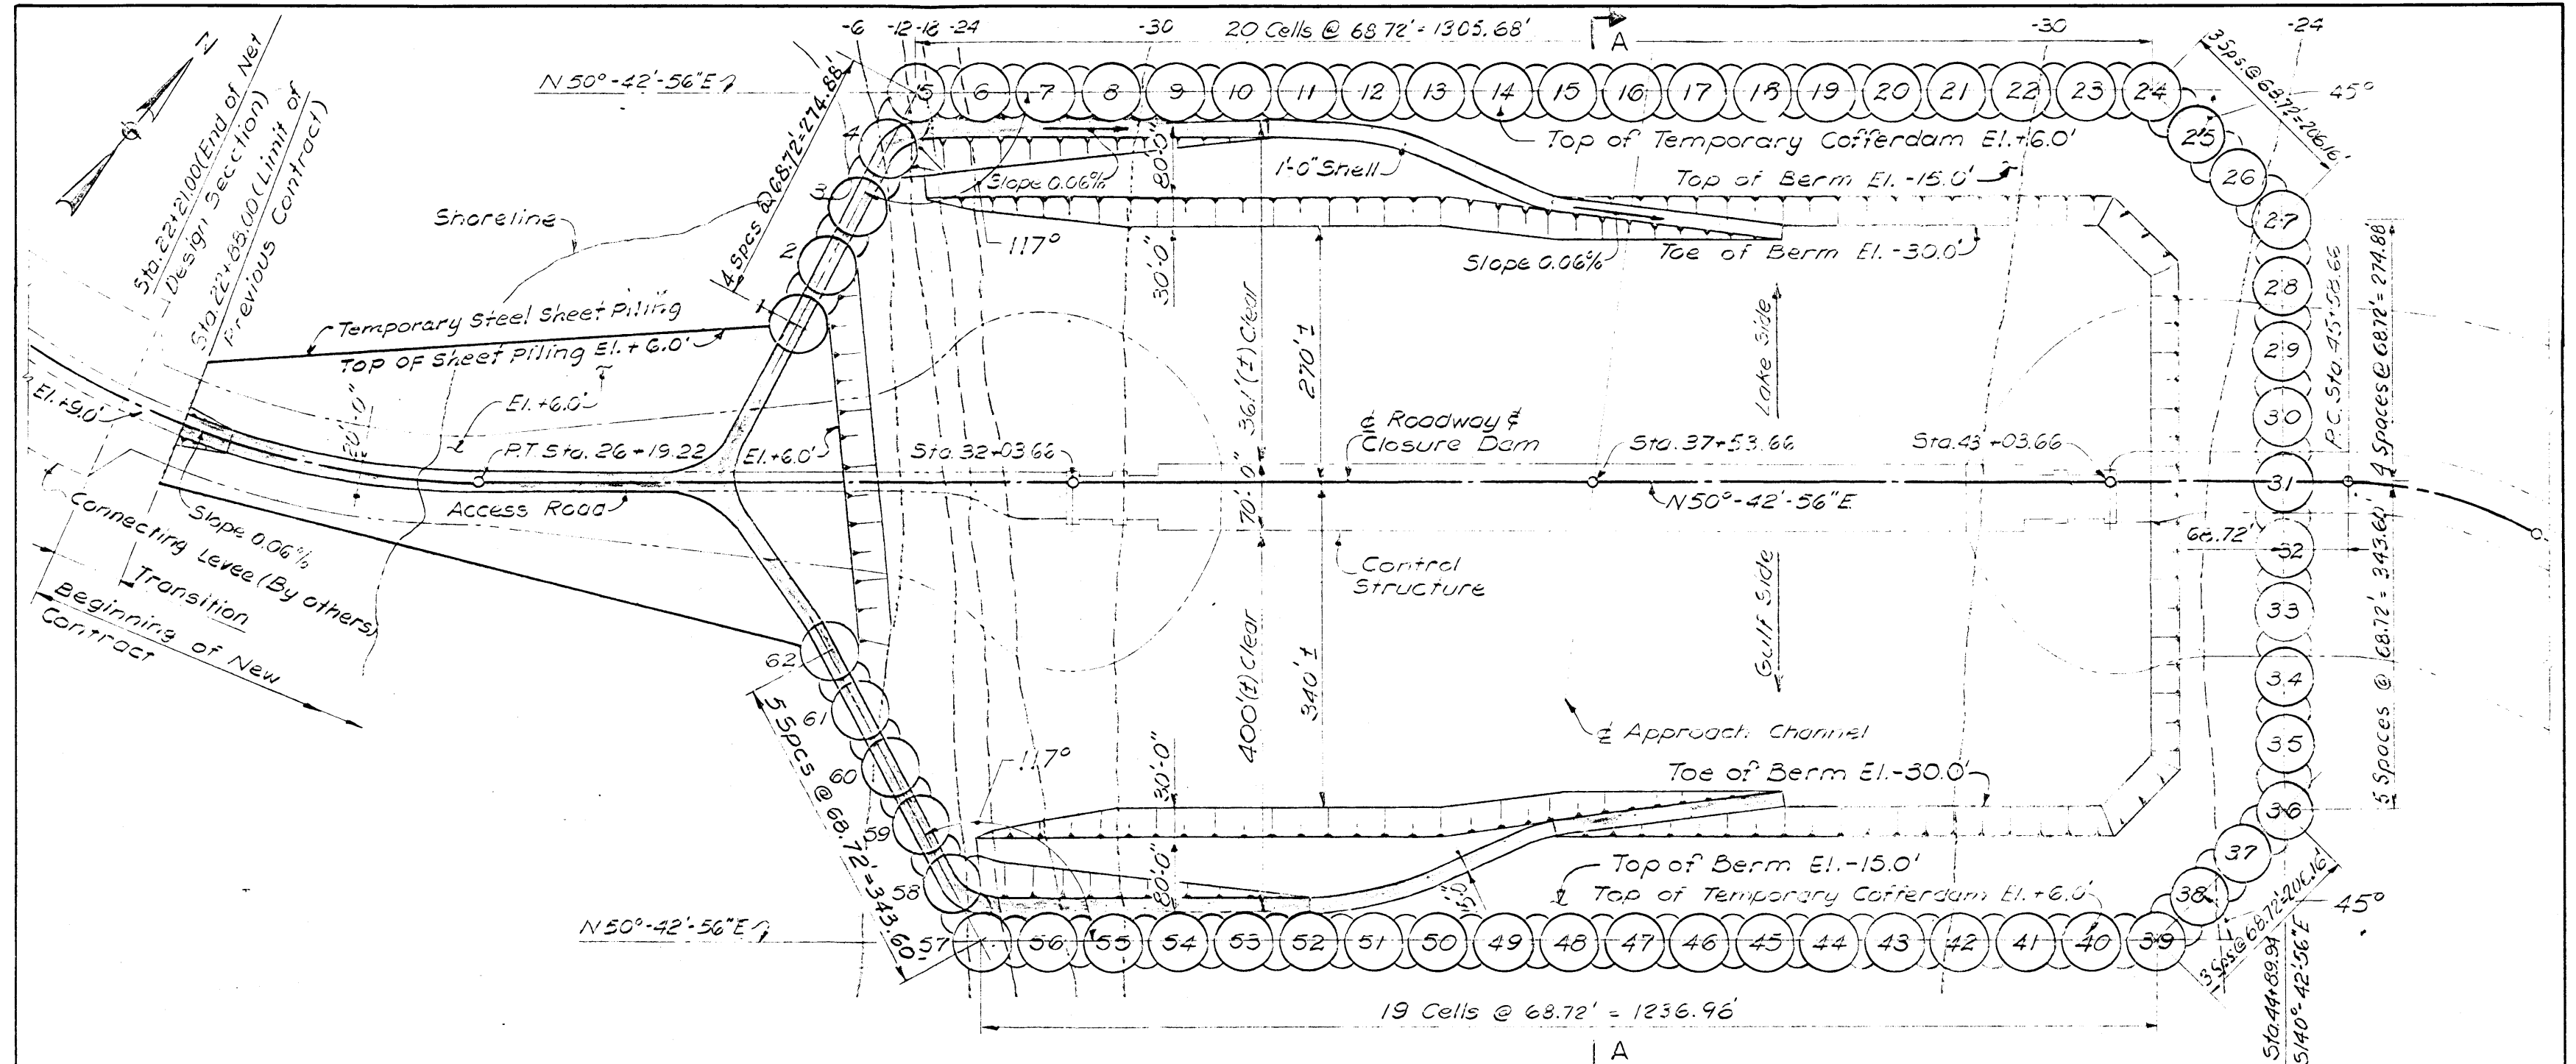 -6 -12 -18 -24
-30
20 Cells @ 68.72' = 1305.68'
A
-30
-24
N
Sta. 22+21.00 (End of Net
Design Section)
Sta. 22+85.00 (Limit of
Previous Contract)
N 50°-42'-56"E
4 Spcs @ 68.72'=274.88'
5 6 7 8 9 10 11 12 13 14 15 16 17 18 19 20 21 22 23 24
3 Sps.@ 68.72'=206.16'
45°
25
26
27
28
29
30
31
32
33
34
35
36
37
38
4
3
2
1
Top of Temporary Cofferdam El.+6.0'
1'-0" Shell
Top of Berm El. -15.0'
Slope 0.06%
80'-0"
117°
30'-0"
Slope 0.06%
Toe of Berm El. -30.0'
Shoreline
Temporary Steel Sheet Piling
Top OF Sheet Piling El. + 6.0'
El.+9.0'
El.+6.0'
20'-0"
P.T. Sta. 26+19.22
El.+6.0'
Sta. 32+03.66
36.1'(±) Clear
270' ±
Lake Side
₵ Roadway &
Closure Dam
Sta. 37+53.66
Sta. 43+03.66
P.C. Sta. 45+58.66
4 Spaces @ 68.72' = 274.88'
Access Road
70'-0"
N 50°-42'-56"E
68.72'
Slope 0.06%
Connecting Levee (By others)
Transition
Beginning of New
Contract
Control
Structure
Gulf Side
400'(±) Clear
340' ±
5 Spaces @ 68.72' = 343.60'
62
61
60
59
58
57
5 Spcs @ 68.72'=343.60'
117°
30'-0"
₵ Approach Channel
Toe of Berm El.-30.0'
Top of Berm El.-15.0'
80'-0"
Top of Temporary Cofferdam El.+6.0'
N 50°-42'-56"E
56 55 54 53 52 51 50 49 48 47 46 45 44 43 42 41 40 39
3 Sps@ 68.72'=206.16'
45°
Sta.44+89.94
S140°-42'-56"E
19 Cells @ 68.72' = 1236.96'
A